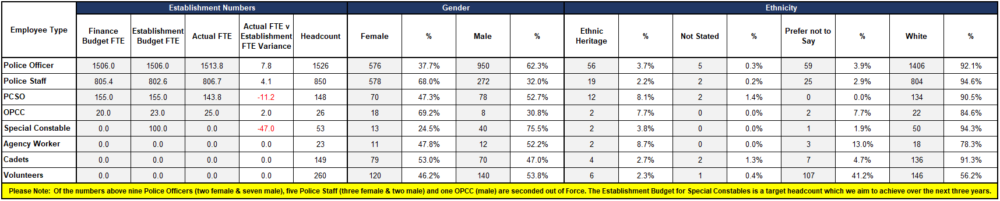 Establishment Numbers Gender Ethnicity
Employee Type Finance Budget FTE Establishment Budget FTE Actual FTE Actual FTE v Establishment FTE Variance Headcount Female % Male % Ethnic Heritage % Not Stated % Prefer not to Say % White %
Police Officer 1506.0 1506.0 1513.8 7.8 1526 576 37.7% 950 62.3% 56 3.7% 5 0.3% 59 3.9% 1406 92.1%
Police Staff 805.4 802.6 806.7 4.1 850 578 68.0% 272 32.0% 19 2.2% 2 0.2% 25 2.9% 804 94.6%
PCSO 155.0 155.0 143.8 -11.2 148 70 47.3% 78 52.7% 12 8.1% 2 1.4% 0 0.0% 134 90.5%
OPCC 20.0 23.0 25.0 2.0 26 18 69.2% 8 30.8% 2 7.7% 0 0.0% 2 7.7% 22 84.6%
Special Constable 0.0 100.0 0.0 -47.0 53 13 24.5% 40 75.5% 2 3.8% 0 0.0% 1 1.9% 50 94.3%
Agency Worker 0.0 0.0 0.0 0.0 23 11 47.8% 12 52.2% 2 8.7% 0 0.0% 3 13.0% 18 78.3%
Cadets 0.0 0.0 0.0 0.0 149 79 53.0% 70 47.0% 4 2.7% 2 1.3% 7 4.7% 136 91.3%
Volunteers 0.0 0.0 0.0 0.0 260 120 46.2% 140 53.8% 6 2.3% 1 0.4% 107 41.2% 146 56.2%
Please Note: Of the numbers above nine Police Officers (two female & seven male), five Police Staff (three female & two male) and one OPCC (male) are seconded out of Force. The Establishment Budget for Special Constables is a target headcount which we aim to achieve over the next three years.